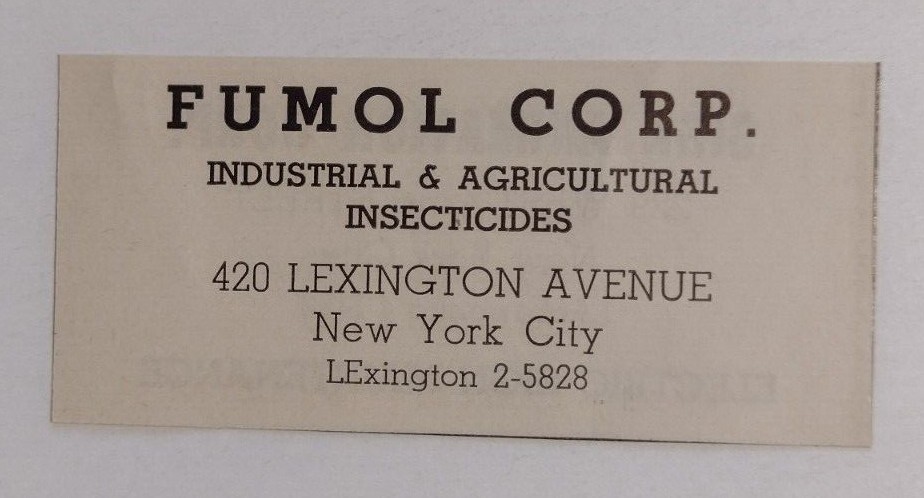 FUMOL CORP.
INDUSTRIAL & AGRICULTURAL
INSECTICIDES
420 LEXINGTON AVENUE
New York City
LExington 2-5828